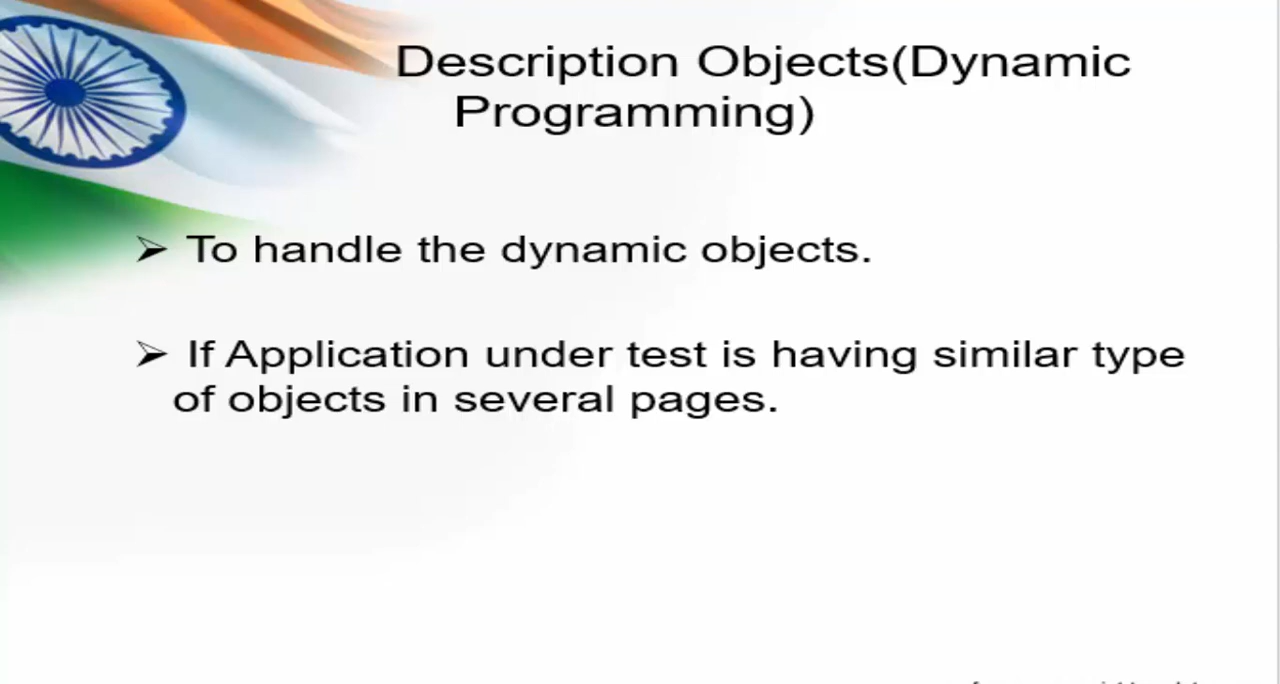 Description Objects(Dynamic
Programming)
➢ To handle the dynamic objects.
➢ If Application under test is having similar type
of objects in several pages.